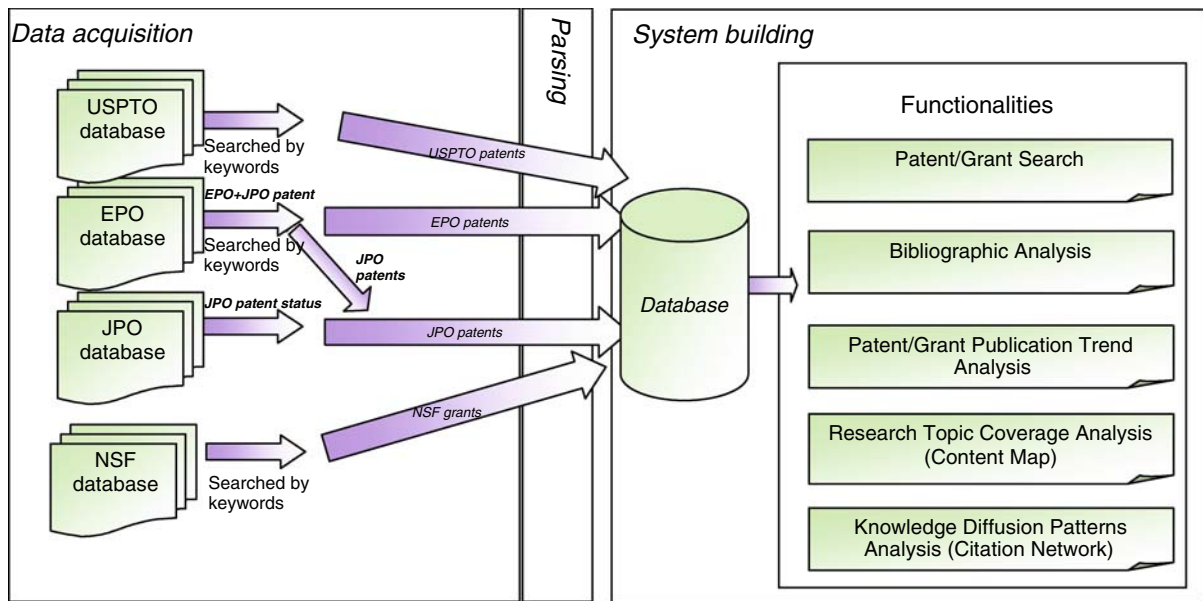 Data acquisition
Parsing
System building
USPTO
database
Searched by
keywords
USPTO patents
EPO+JPO patent
EPO
database
Searched by
keywords
EPO patents
JPO
patents
JPO patent status
JPO
database
JPO patents
NSF
database
Searched by
keywords
NSF grants
Database
Functionalities
Patent/Grant Search
Bibliographic Analysis
Patent/Grant Publication Trend
Analysis
Research Topic Coverage Analysis
(Content Map)
Knowledge Diffusion Patterns
Analysis (Citation Network)